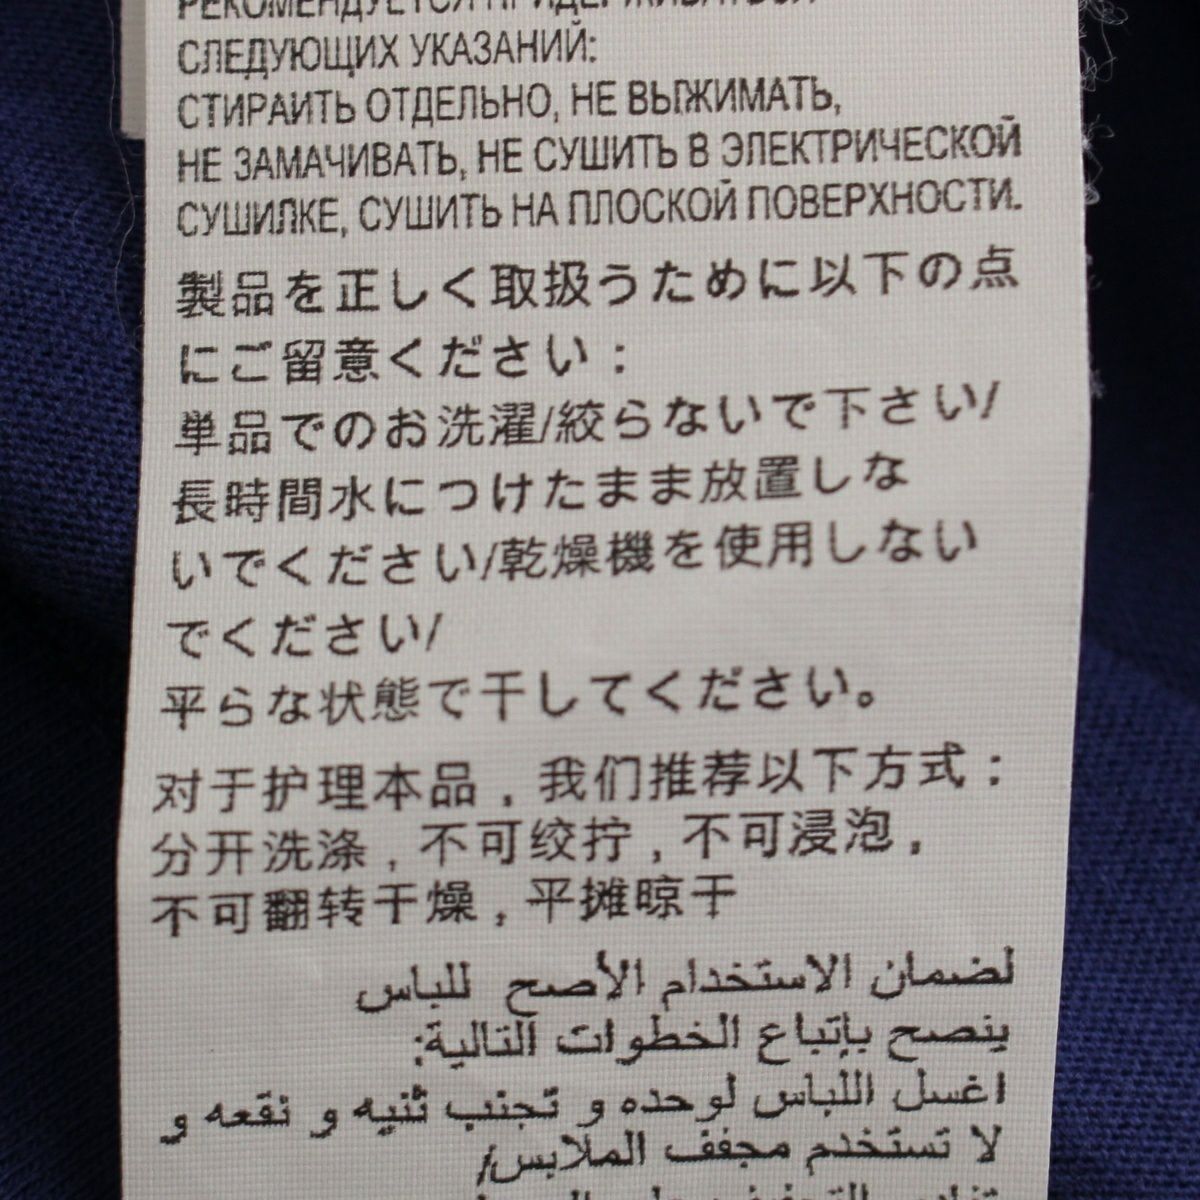 РЕКОМЕНДУЕТСЯ ПРИДЕРЖИВАТЬСЯ
СЛЕДУЮЩИХ УКАЗАНИЙ:
СТИРАИТЬ ОТДЕЛЬНО, НЕ ВЫЖИМАТЬ,
НЕ ЗАМАЧИВАТЬ, НЕ СУШИТЬ В ЭЛЕКТРИЧЕСКОЙ
СУШИЛКЕ, СУШИТЬ НА ПЛОСКОЙ ПОВЕРХНОСТИ.
製品を正しく取扱うために以下の点
にご留意ください：
単品でのお洗濯/絞らないで下さい/
長時間水につけたまま放置しな
いでください/乾燥機を使用しない
でください/
平らな状態で干してください。
对于护理本品，我们推荐以下方式：
分开洗涤，不可绞拧，不可浸泡，
不可翻转干燥，平摊晾干
لضمان الاستخدام الأصح للباس
ينصح بإتباع الخطوات التالية:
اغسل اللباس لوحده و تجنب ثنيه و نقعه و
لا تستخدم مجفف الملابس/